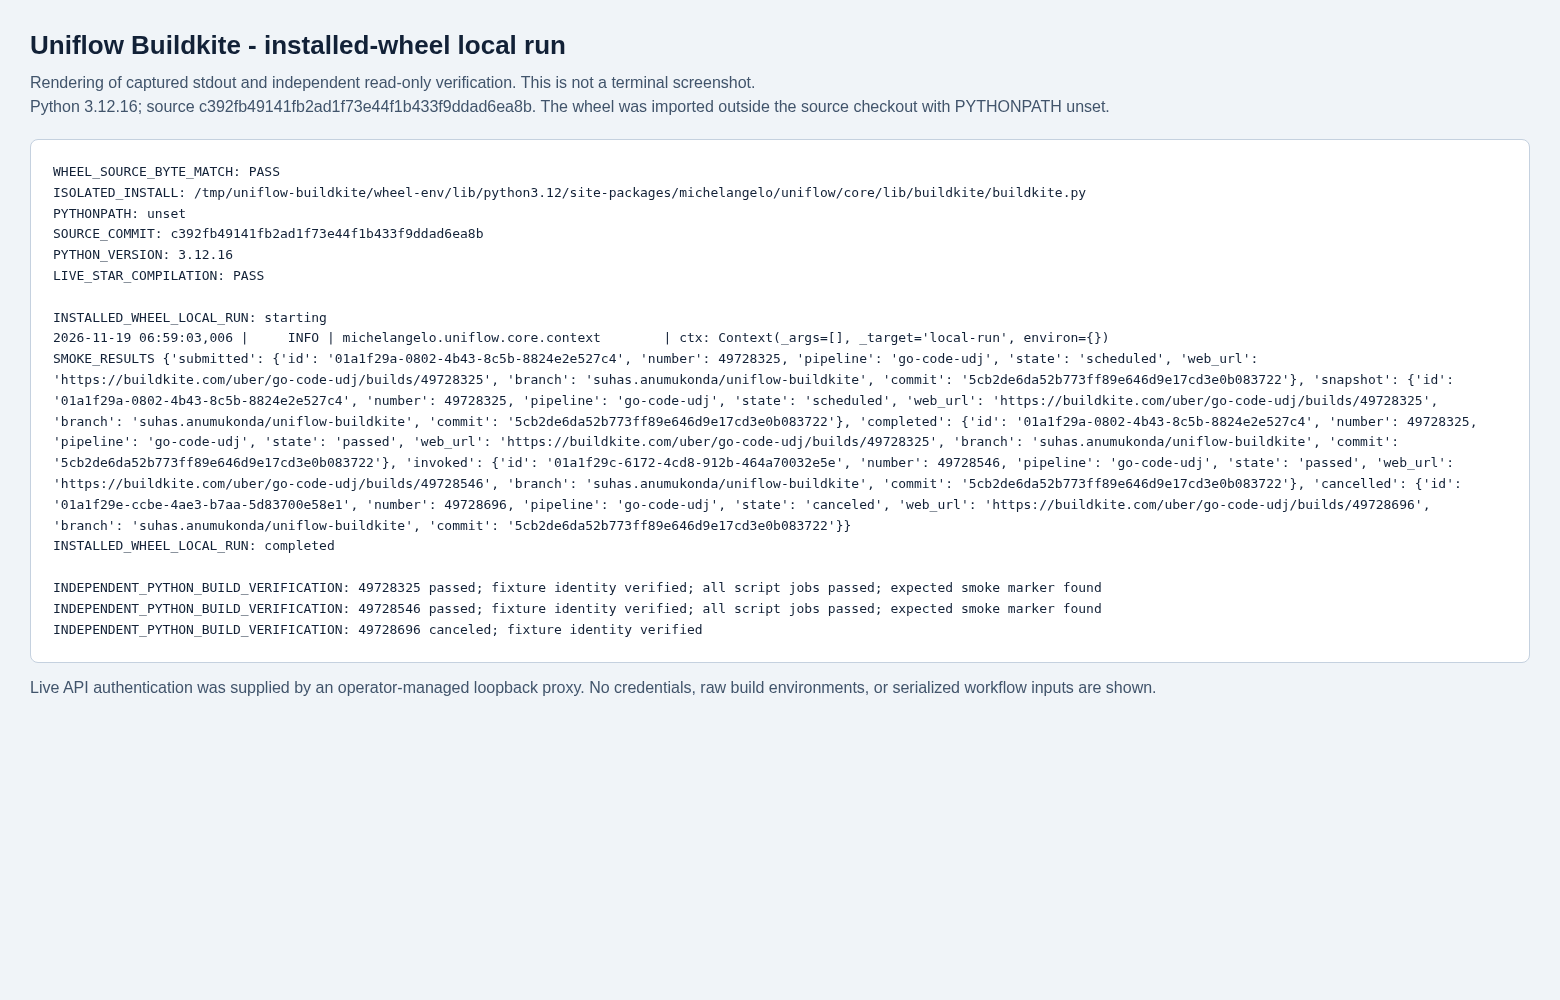 Uniflow Buildkite - installed-wheel local run
Rendering of captured stdout and independent read-only verification. This is not a terminal screenshot.
Python 3.12.16; source c392fb49141fb2ad1f73e44f1b433f9ddad6ea8b. The wheel was imported outside the source checkout with PYTHONPATH unset.
WHEEL_SOURCE_BYTE_MATCH: PASS
ISOLATED_INSTALL: /tmp/uniflow-buildkite/wheel-env/lib/python3.12/site-packages/michelangelo/uniflow/core/lib/buildkite/buildkite.py
PYTHONPATH: unset
SOURCE_COMMIT: c392fb49141fb2ad1f73e44f1b433f9ddad6ea8b
PYTHON_VERSION: 3.12.16
LIVE_STAR_COMPILATION: PASS
INSTALLED_WHEEL_LOCAL_RUN: starting
2026-11-19 06:59:03,006 |     INFO | michelangelo.uniflow.core.context        | ctx: Context(_args=[], _target='local-run', environ={})
SMOKE_RESULTS {'submitted': {'id': '01a1f29a-0802-4b43-8c5b-8824e2e527c4', 'number': 49728325, 'pipeline': 'go-code-udj', 'state': 'scheduled', 'web_url':
'https://buildkite.com/uber/go-code-udj/builds/49728325', 'branch': 'suhas.anumukonda/uniflow-buildkite', 'commit': '5cb2de6da52b773ff89e646d9e17cd3e0b083722'}, 'snapshot': {'id':
'01a1f29a-0802-4b43-8c5b-8824e2e527c4', 'number': 49728325, 'pipeline': 'go-code-udj', 'state': 'scheduled', 'web_url': 'https://buildkite.com/uber/go-code-udj/builds/49728325',
'branch': 'suhas.anumukonda/uniflow-buildkite', 'commit': '5cb2de6da52b773ff89e646d9e17cd3e0b083722'}, 'completed': {'id': '01a1f29a-0802-4b43-8c5b-8824e2e527c4', 'number': 49728325,
'pipeline': 'go-code-udj', 'state': 'passed', 'web_url': 'https://buildkite.com/uber/go-code-udj/builds/49728325', 'branch': 'suhas.anumukonda/uniflow-buildkite', 'commit':
'5cb2de6da52b773ff89e646d9e17cd3e0b083722'}, 'invoked': {'id': '01a1f29c-6172-4cd8-912b-464a70032e5e', 'number': 49728546, 'pipeline': 'go-code-udj', 'state': 'passed', 'web_url':
'https://buildkite.com/uber/go-code-udj/builds/49728546', 'branch': 'suhas.anumukonda/uniflow-buildkite', 'commit': '5cb2de6da52b773ff89e646d9e17cd3e0b083722'}, 'cancelled': {'id':
'01a1f29e-ccbe-4ae3-b7aa-5d83700e58e1', 'number': 49728696, 'pipeline': 'go-code-udj', 'state': 'canceled', 'web_url': 'https://buildkite.com/uber/go-code-udj/builds/49728696',
'branch': 'suhas.anumukonda/uniflow-buildkite', 'commit': '5cb2de6da52b773ff89e646d9e17cd3e0b083722'}}
INSTALLED_WHEEL_LOCAL_RUN: completed
INDEPENDENT_PYTHON_BUILD_VERIFICATION: 49728325 passed; fixture identity verified; all script jobs passed; expected smoke marker found
INDEPENDENT_PYTHON_BUILD_VERIFICATION: 49728546 passed; fixture identity verified; all script jobs passed; expected smoke marker found
INDEPENDENT_PYTHON_BUILD_VERIFICATION: 49728696 canceled; fixture identity verified
Live API authentication was supplied by an operator-managed loopback proxy. No credentials, raw build environments, or serialized workflow inputs are shown.